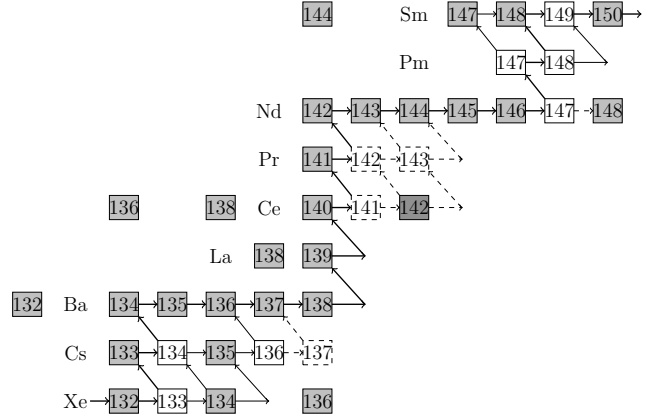 144 Sm 147 148 149 150
Pm 147 148
Nd 142 143 144 145 146 147 148
Pr 141 142 143
136 138 Ce 140 141 142
La 138 139
132 Ba 134 135 136 137 138
Cs 133 134 135 136 137
Xe 132 133 134 136